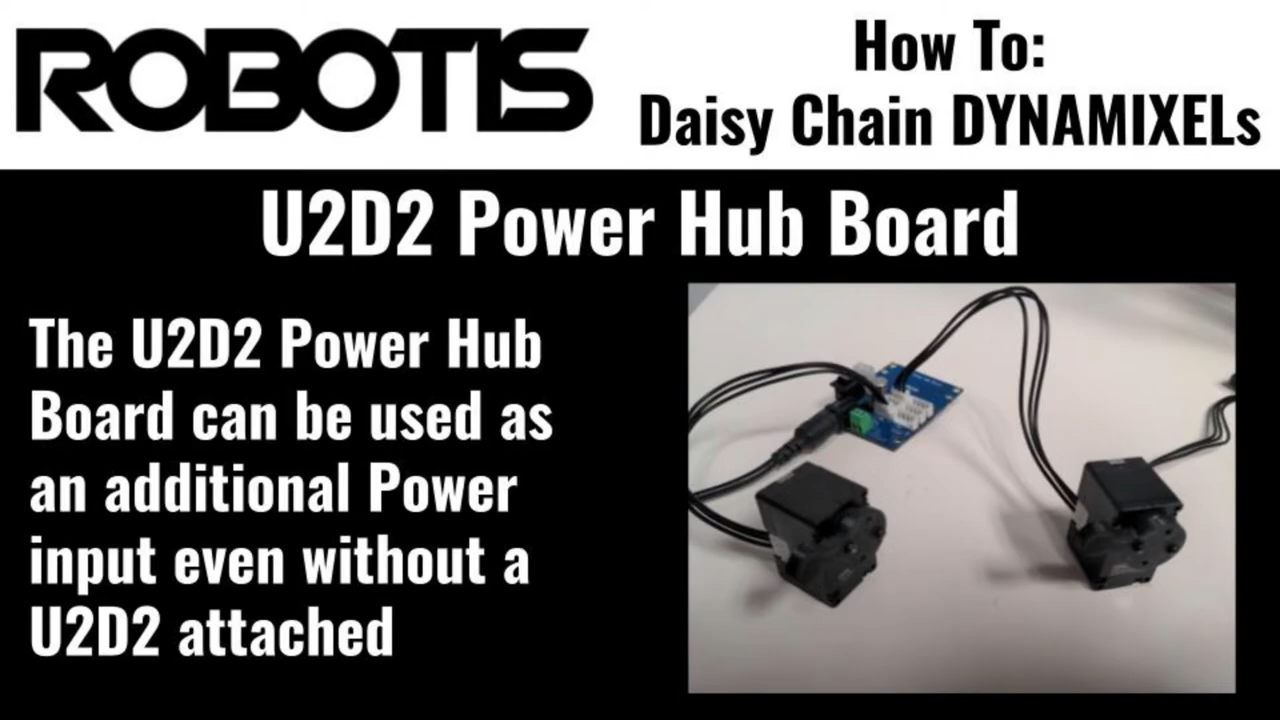 ROBOTIS
How To:
Daisy Chain DYNAMIXELs
U2D2 Power Hub Board
The U2D2 Power Hub
Board can be used as
an additional Power
input even without a
U2D2 attached